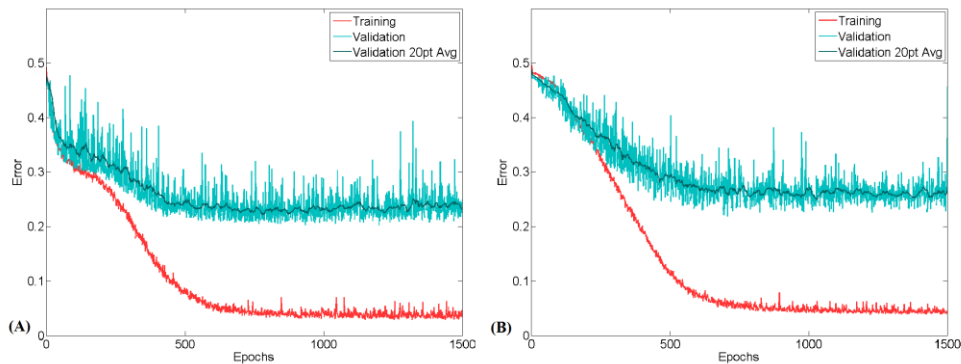 Training
Validation
Validation 20pt Avg
0.5
0.4
0.3
0.2
0.1
0
Error
0
500
1000
1500
Epochs
(A)
Training
Validation
Validation 20pt Avg
0.5
0.4
0.3
0.2
0.1
0
Error
0
500
1000
1500
Epochs
(B)